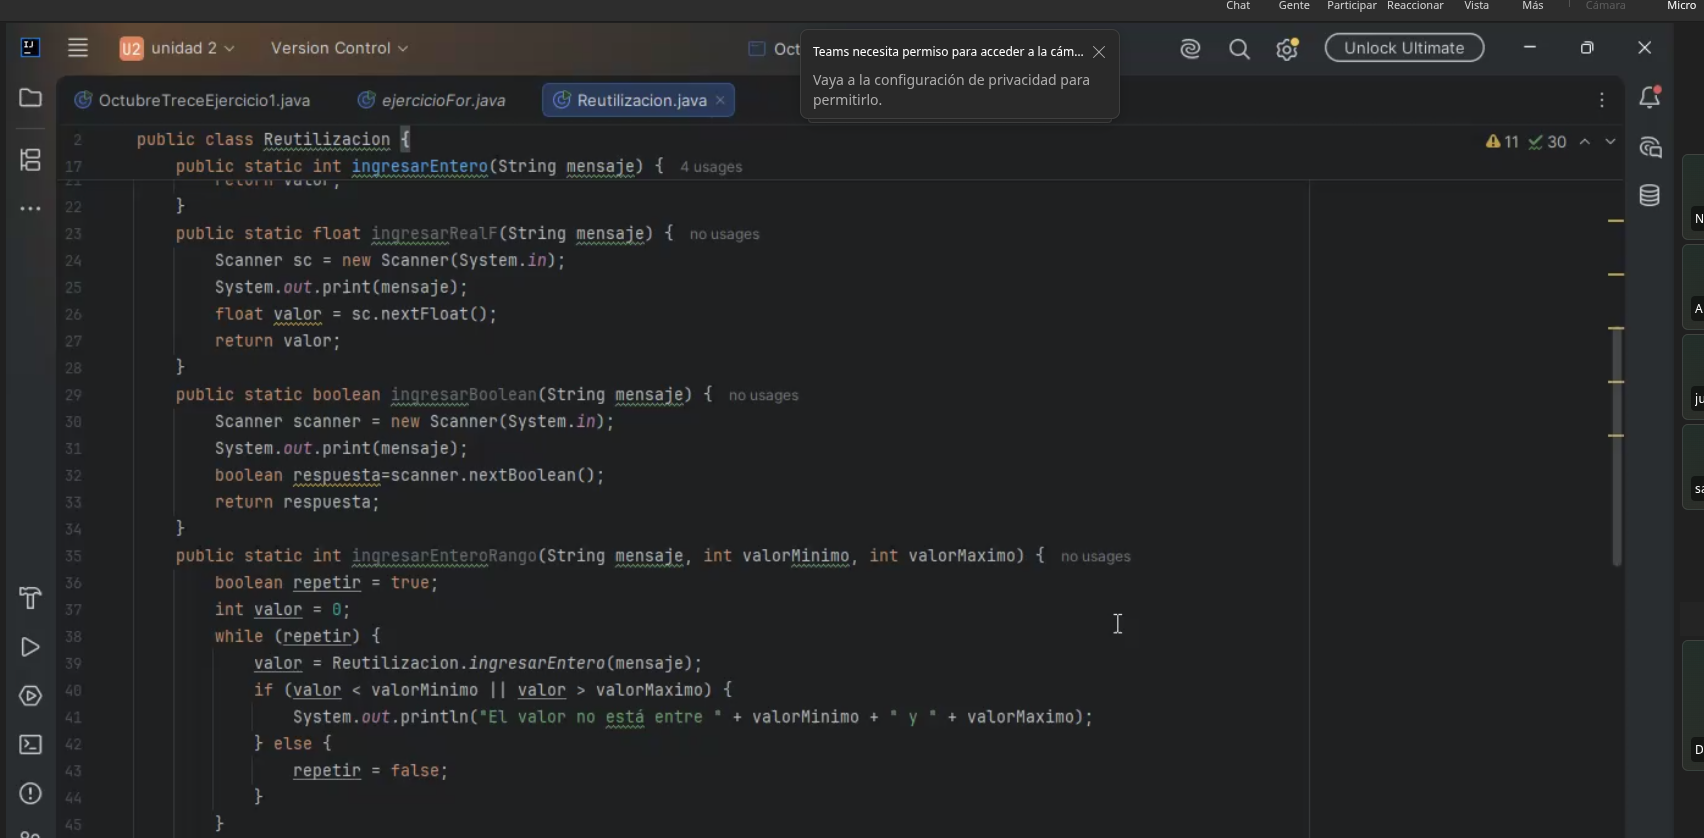 Chat Gente Participar Reaccionar Vista Más Cámara Micro
U2 unidad 2 Version Control Oct Unlock Ultimate
Teams necesita permiso para acceder a la cám...
Vaya a la configuración de privacidad para
permitirlo.
OctubreTreceEjercicio1.java ejercicioFor.java Reutilizacion.java
2 public class Reutilizacion { 11 30
17 public static int ingresarEntero(String mensaje) { 4 usages
21 return valor;
22 }
23 public static float ingresarRealF(String mensaje) { no usages
24 Scanner sc = new Scanner(System.in);
25 System.out.print(mensaje);
26 float valor = sc.nextFloat();
27 return valor;
28 }
29 public static boolean ingresarBoolean(String mensaje) { no usages
30 Scanner scanner = new Scanner(System.in);
31 System.out.print(mensaje);
32 boolean respuesta=scanner.nextBoolean();
33 return respuesta;
34 }
35 public static int ingresarEnteroRango(String mensaje, int valorMinimo, int valorMaximo) { no usages
36 boolean repetir = true;
37 int valor = 0;
38 while (repetir) {
39 valor = Reutilizacion.ingresarEntero(mensaje);
40 if (valor < valorMinimo || valor > valorMaximo) {
41 System.out.println("El valor no está entre " + valorMinimo + " y " + valorMaximo);
42 } else {
43 repetir = false;
44 }
45 }
N
A
ju
sa
D